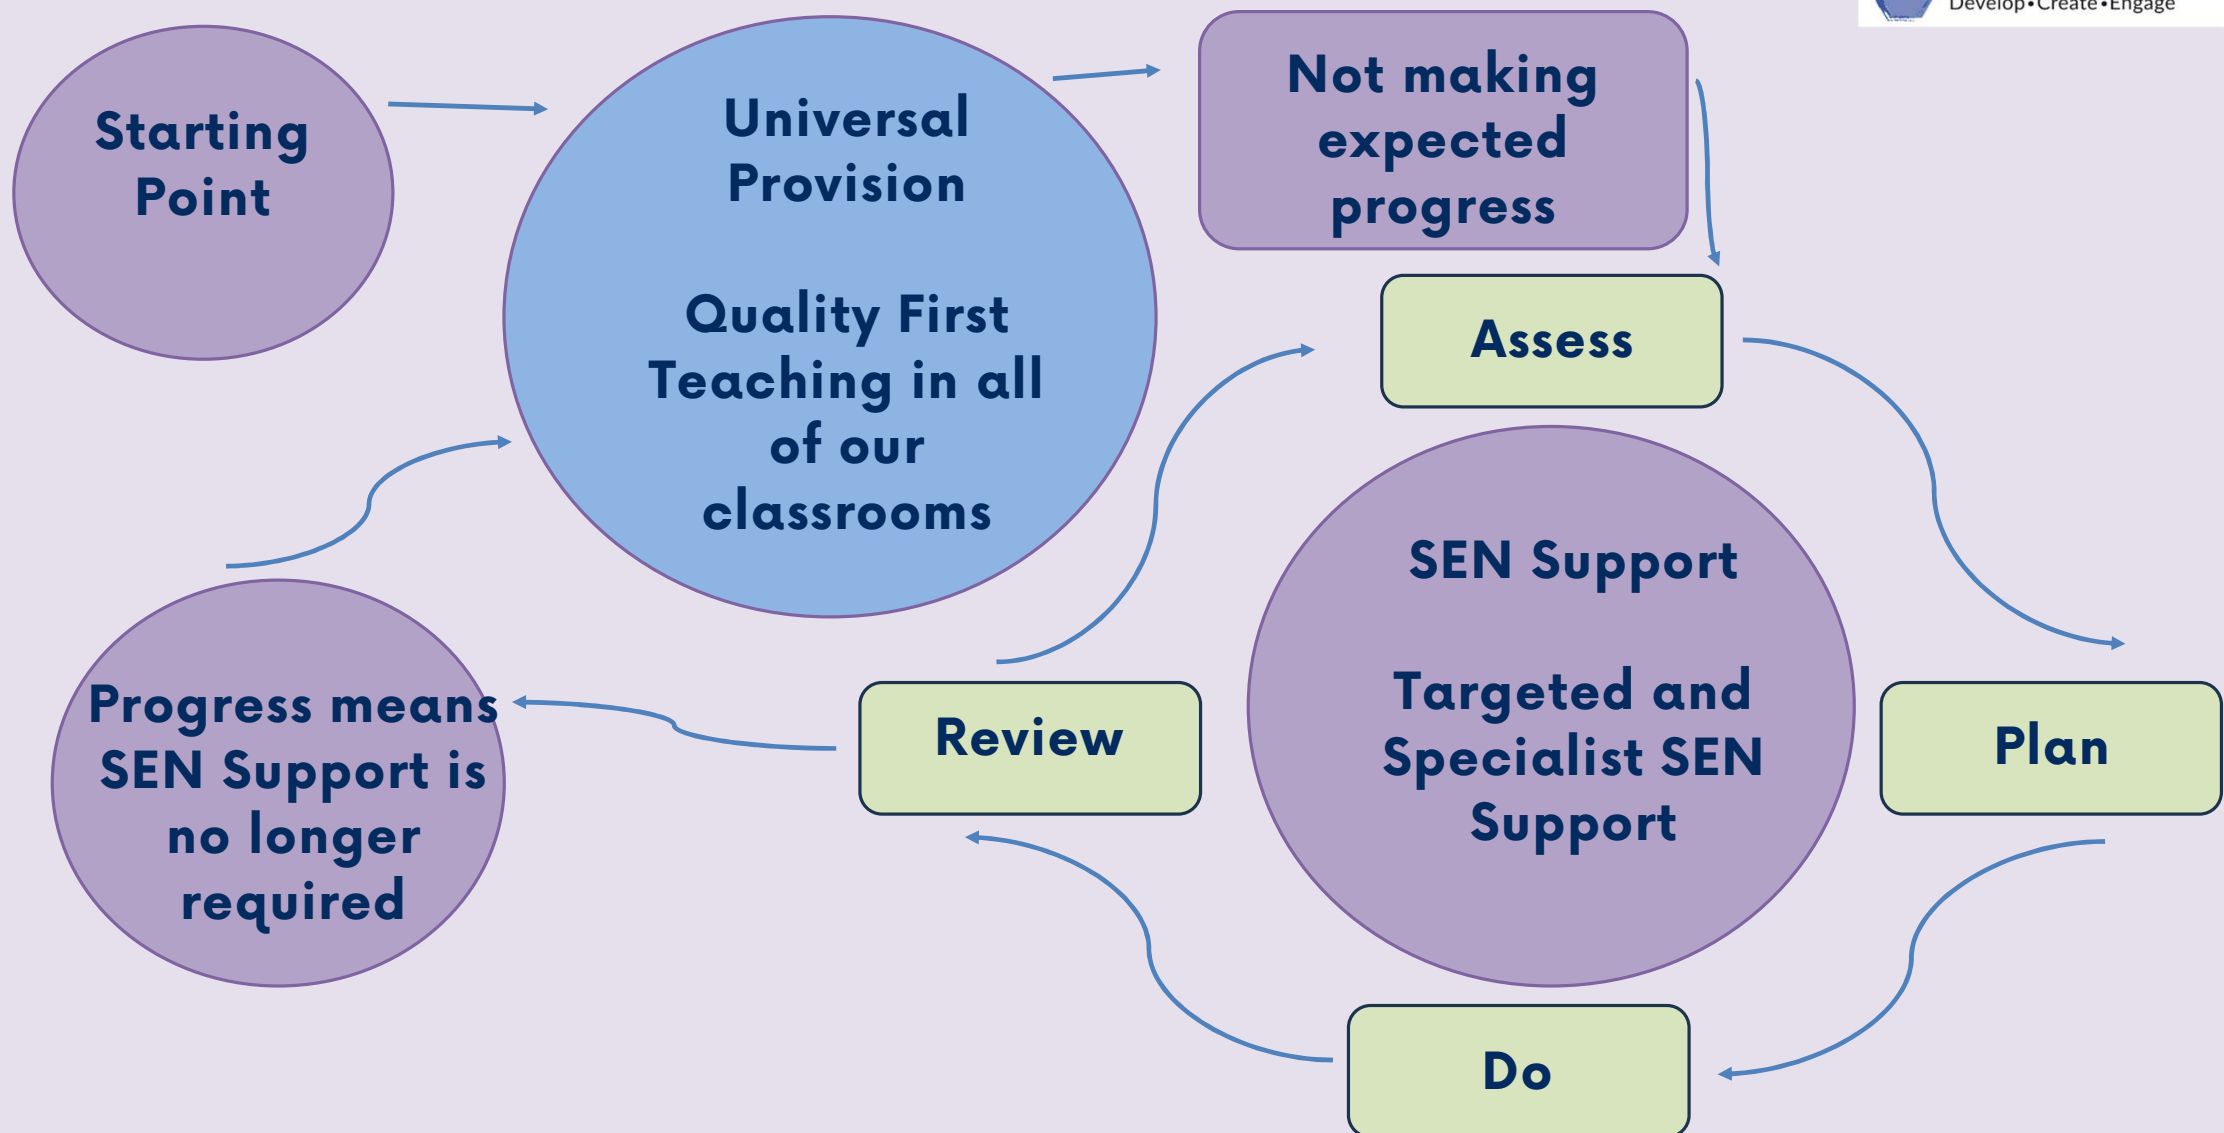 Develop•Create•Engage
Starting
Point
Universal
Provision
Quality First
Teaching in all
of our
classrooms
Not making
expected
progress
Assess
SEN Support
Targeted and
Specialist SEN
Support
Plan
Do
Review
Progress means
SEN Support is
no longer
required